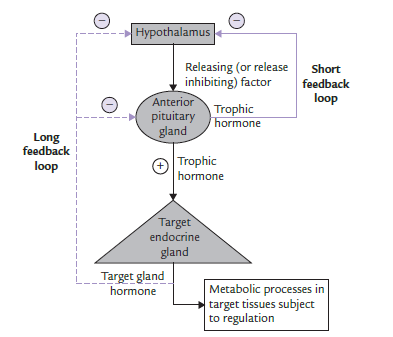 −
−
Hypothalamus
Releasing (or release
inhibiting) factor
Short
feedback
loop
−
Anterior
pituitary
gland
Trophic
hormone
Long
feedback
loop
+
Trophic
hormone
Target
endocrine
gland
Target gland
hormone
Metabolic processes in
target tissues subject
to regulation